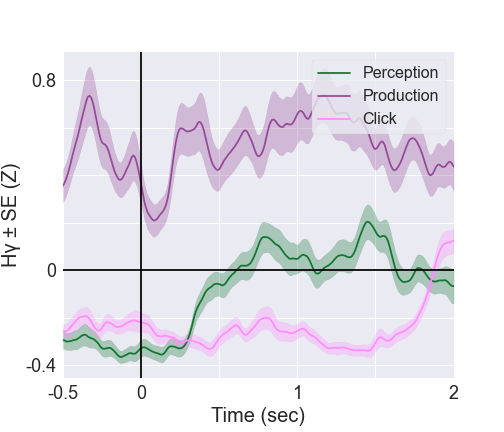 Perception
Production
Click
0.8
0
-0.4
Hγ ± SE (Z)
-0.5
0
1
2
Time (sec)